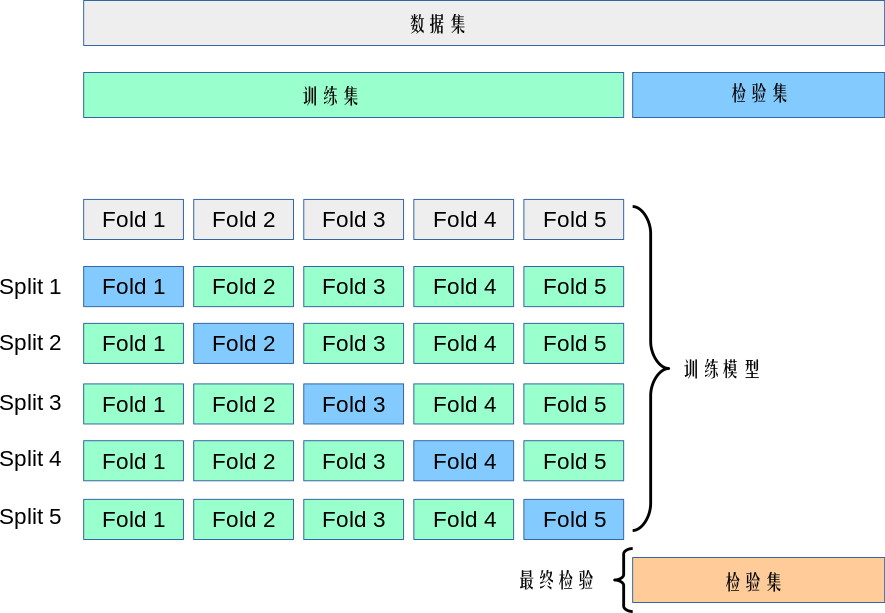 数据集
训练集 检验集
Fold 1 Fold 2 Fold 3 Fold 4 Fold 5
Split 1 Fold 1 Fold 2 Fold 3 Fold 4 Fold 5
Split 2 Fold 1 Fold 2 Fold 3 Fold 4 Fold 5
训练模型
Split 3 Fold 1 Fold 2 Fold 3 Fold 4 Fold 5
Split 4 Fold 1 Fold 2 Fold 3 Fold 4 Fold 5
Split 5 Fold 1 Fold 2 Fold 3 Fold 4 Fold 5
最终检验 检验集